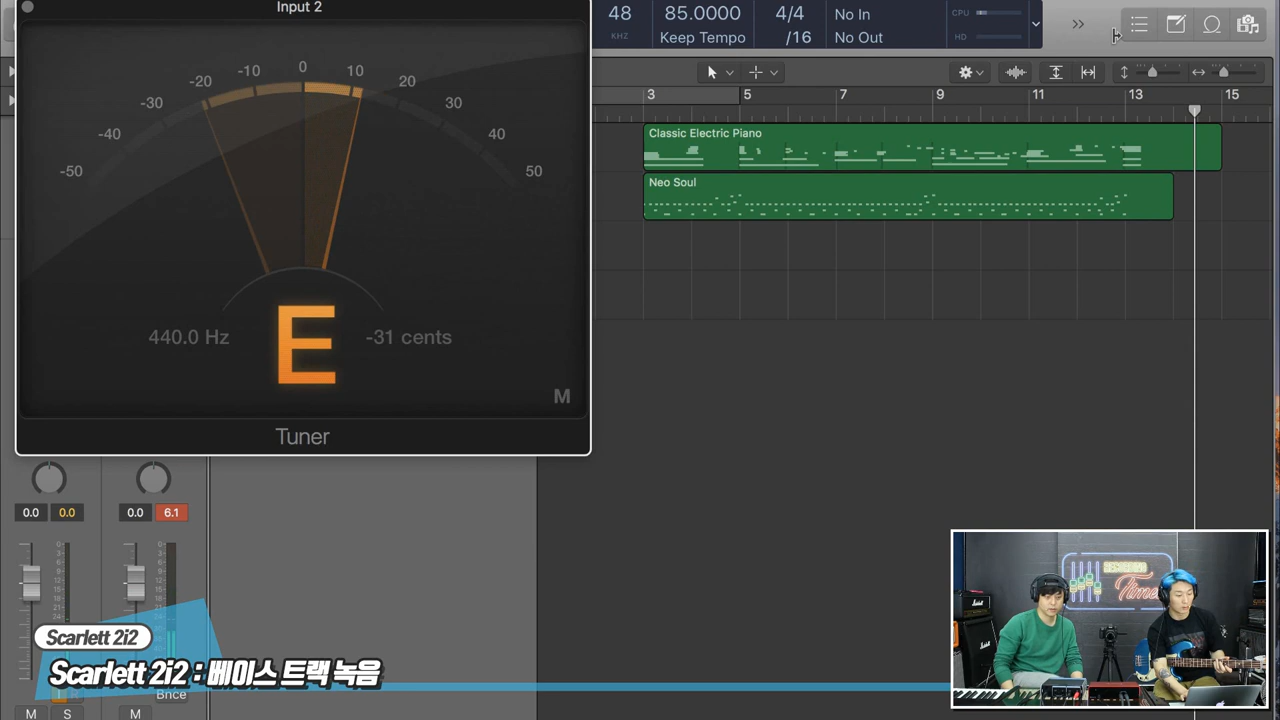 Input 2
48
KHZ
85.0000
Keep Tempo
4/4
/16
No In
No Out
CPU
HD
-50
-40
-30
-20
-10
0
10
20
30
40
50
3
5
7
9
11
13
15
Classic Electric Piano
Neo Soul
440.0 Hz
E
-31 cents
M
Tuner
0.0
0.0
0.0
6.1
Scarlett 2i2
Scarlett 2i2 : 베이스 트랙 녹음
Bnce
M
S
M
Time